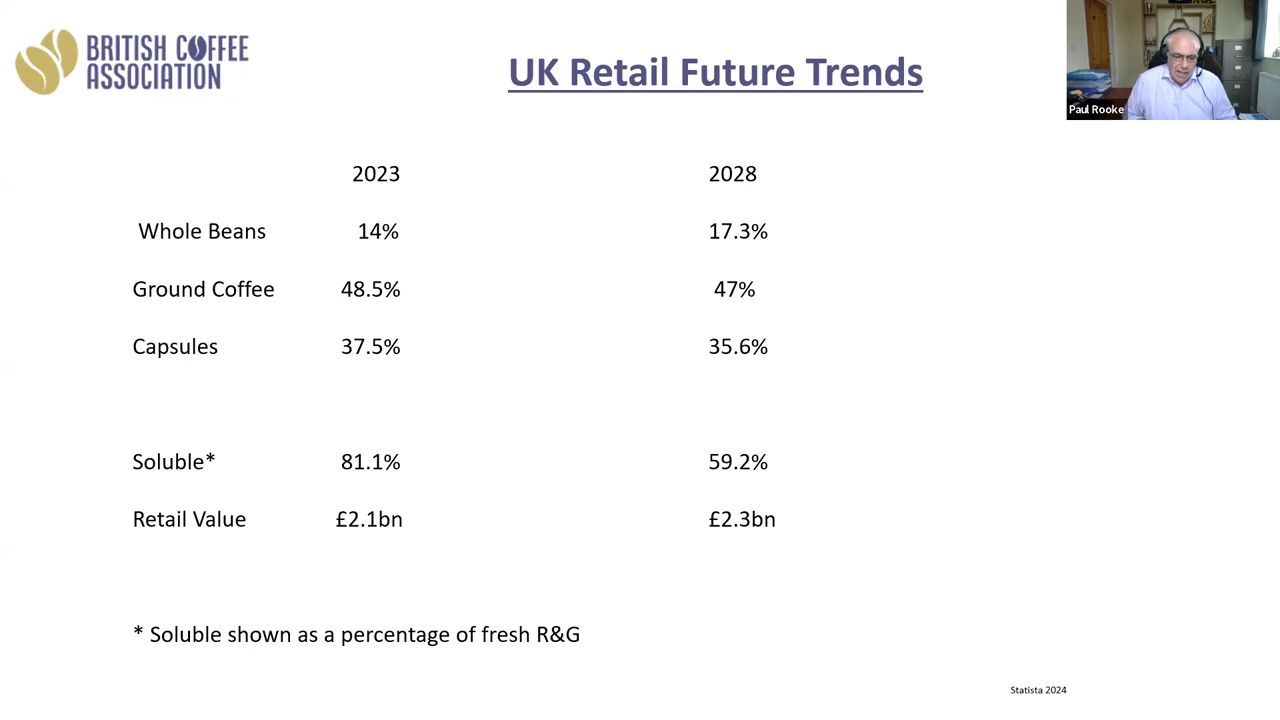 BRITISH COFFEE
ASSOCIATION
UK Retail Future Trends
Paul Rooke
2023 2028
Whole Beans 14% 17.3%
Ground Coffee 48.5% 47%
Capsules 37.5% 35.6%
Soluble* 81.1% 59.2%
Retail Value £2.1bn £2.3bn
* Soluble shown as a percentage of fresh R&G
Statista 2024